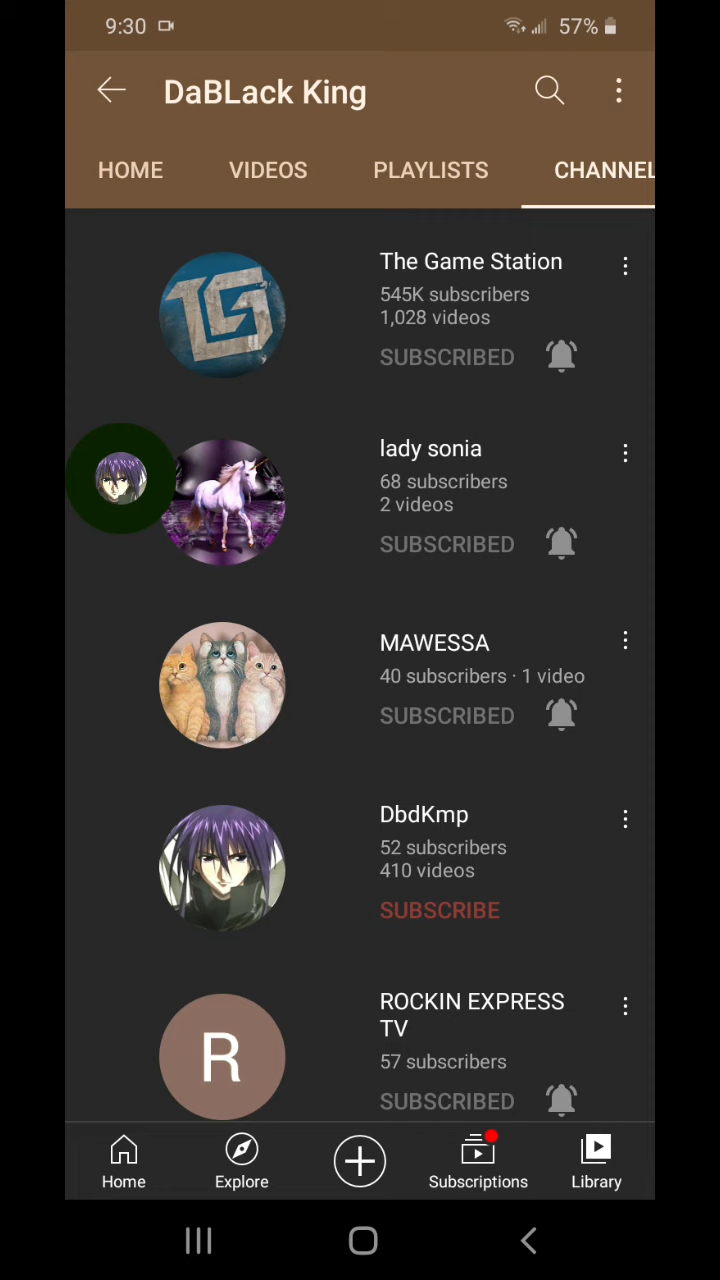 9:30
57%
DaBLack King
HOME
VIDEOS
PLAYLISTS
CHANNEL
The Game Station
545K subscribers
1,028 videos
SUBSCRIBED
lady sonia
68 subscribers
2 videos
SUBSCRIBED
MAWESSA
40 subscribers · 1 video
SUBSCRIBED
DbdKmp
52 subscribers
410 videos
SUBSCRIBE
R
ROCKIN EXPRESS
TV
57 subscribers
SUBSCRIBED
Home
Explore
Subscriptions
Library